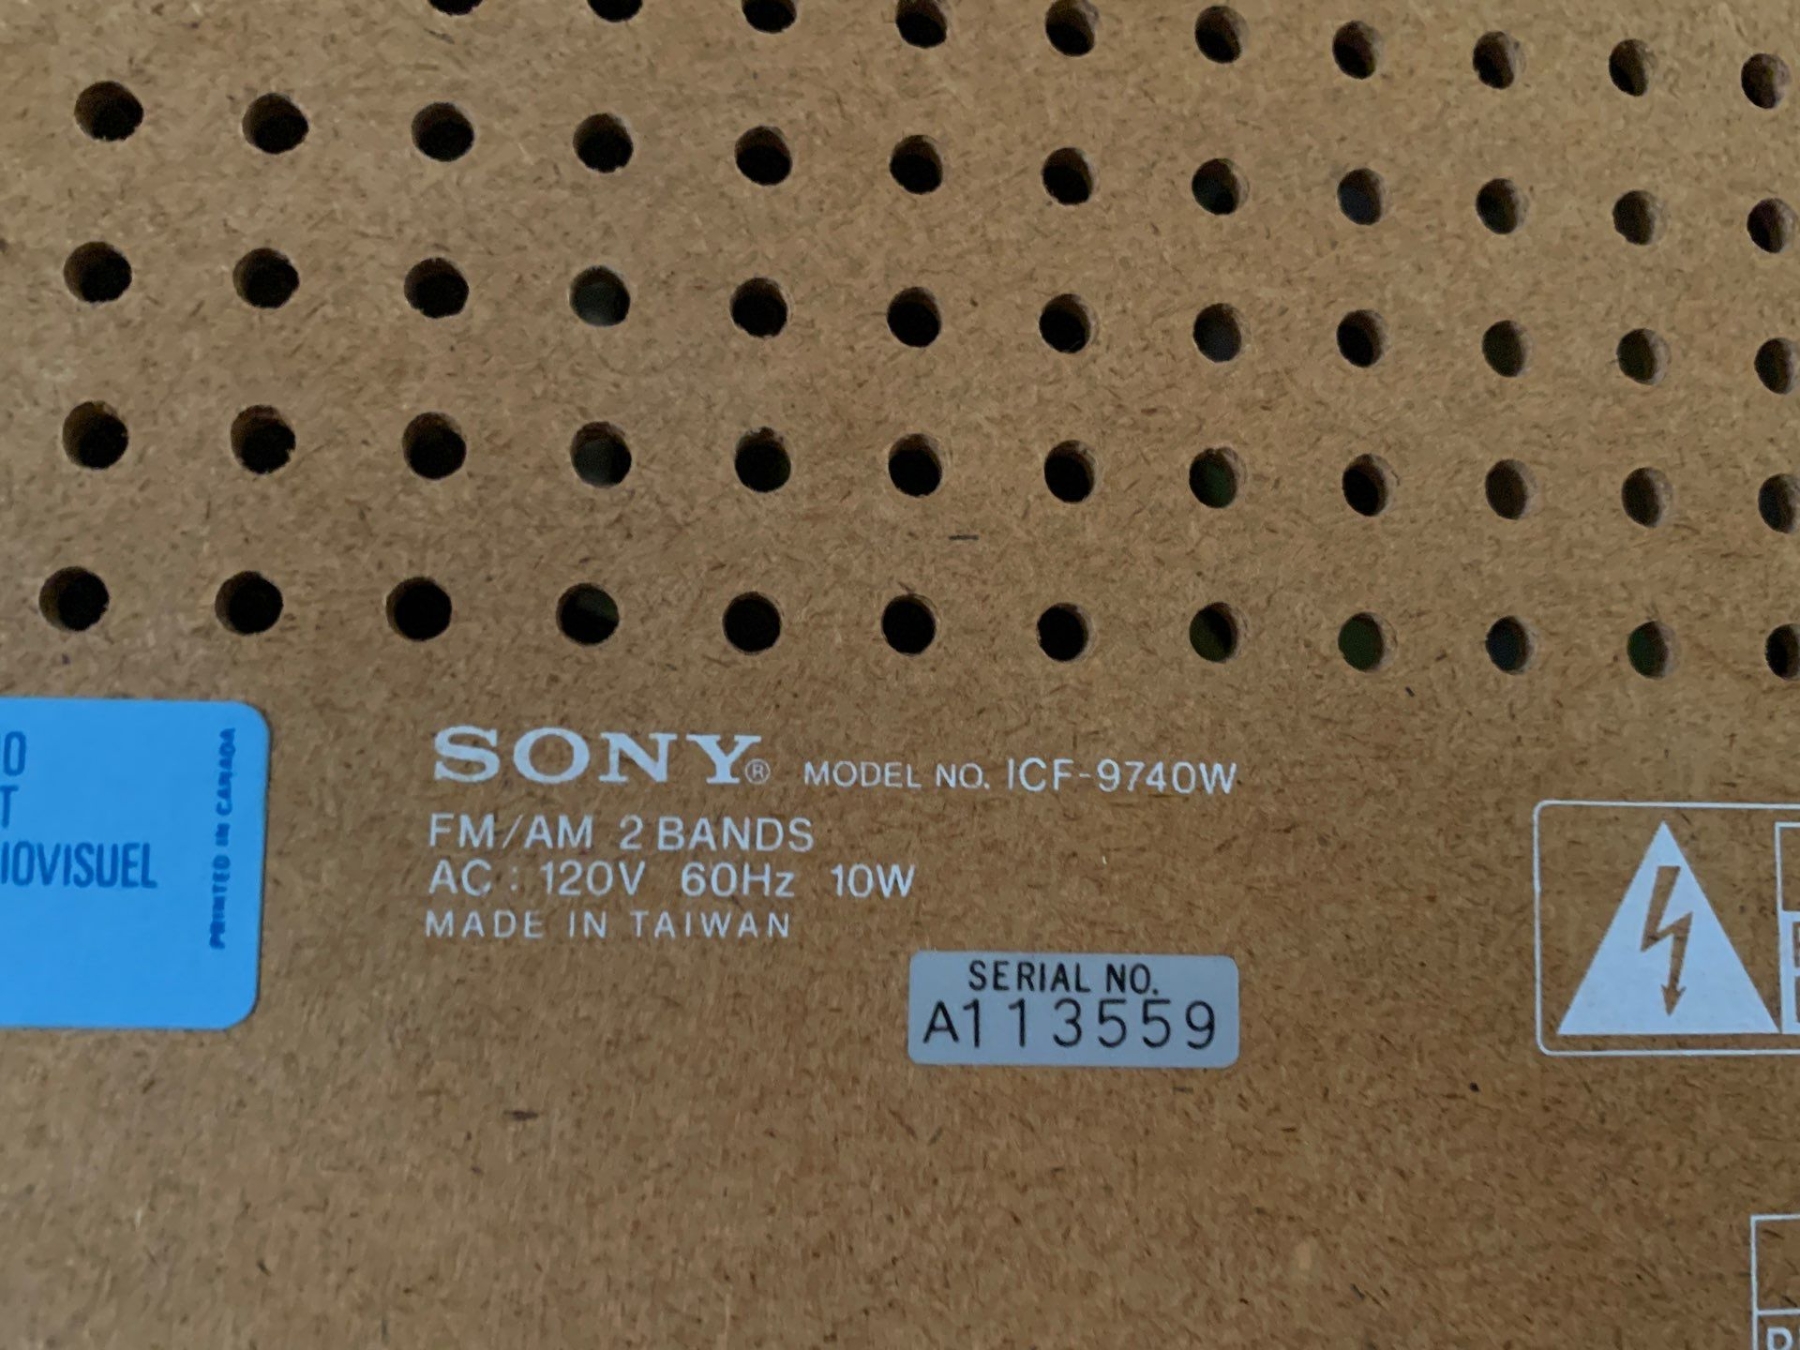 SONY® MODEL NO. ICF-9740W
FM/AM 2 BANDS
AC : 120V 60Hz 10W
MADE IN TAIWAN
SERIAL NO.
A113559
PRINTED IN CANADA